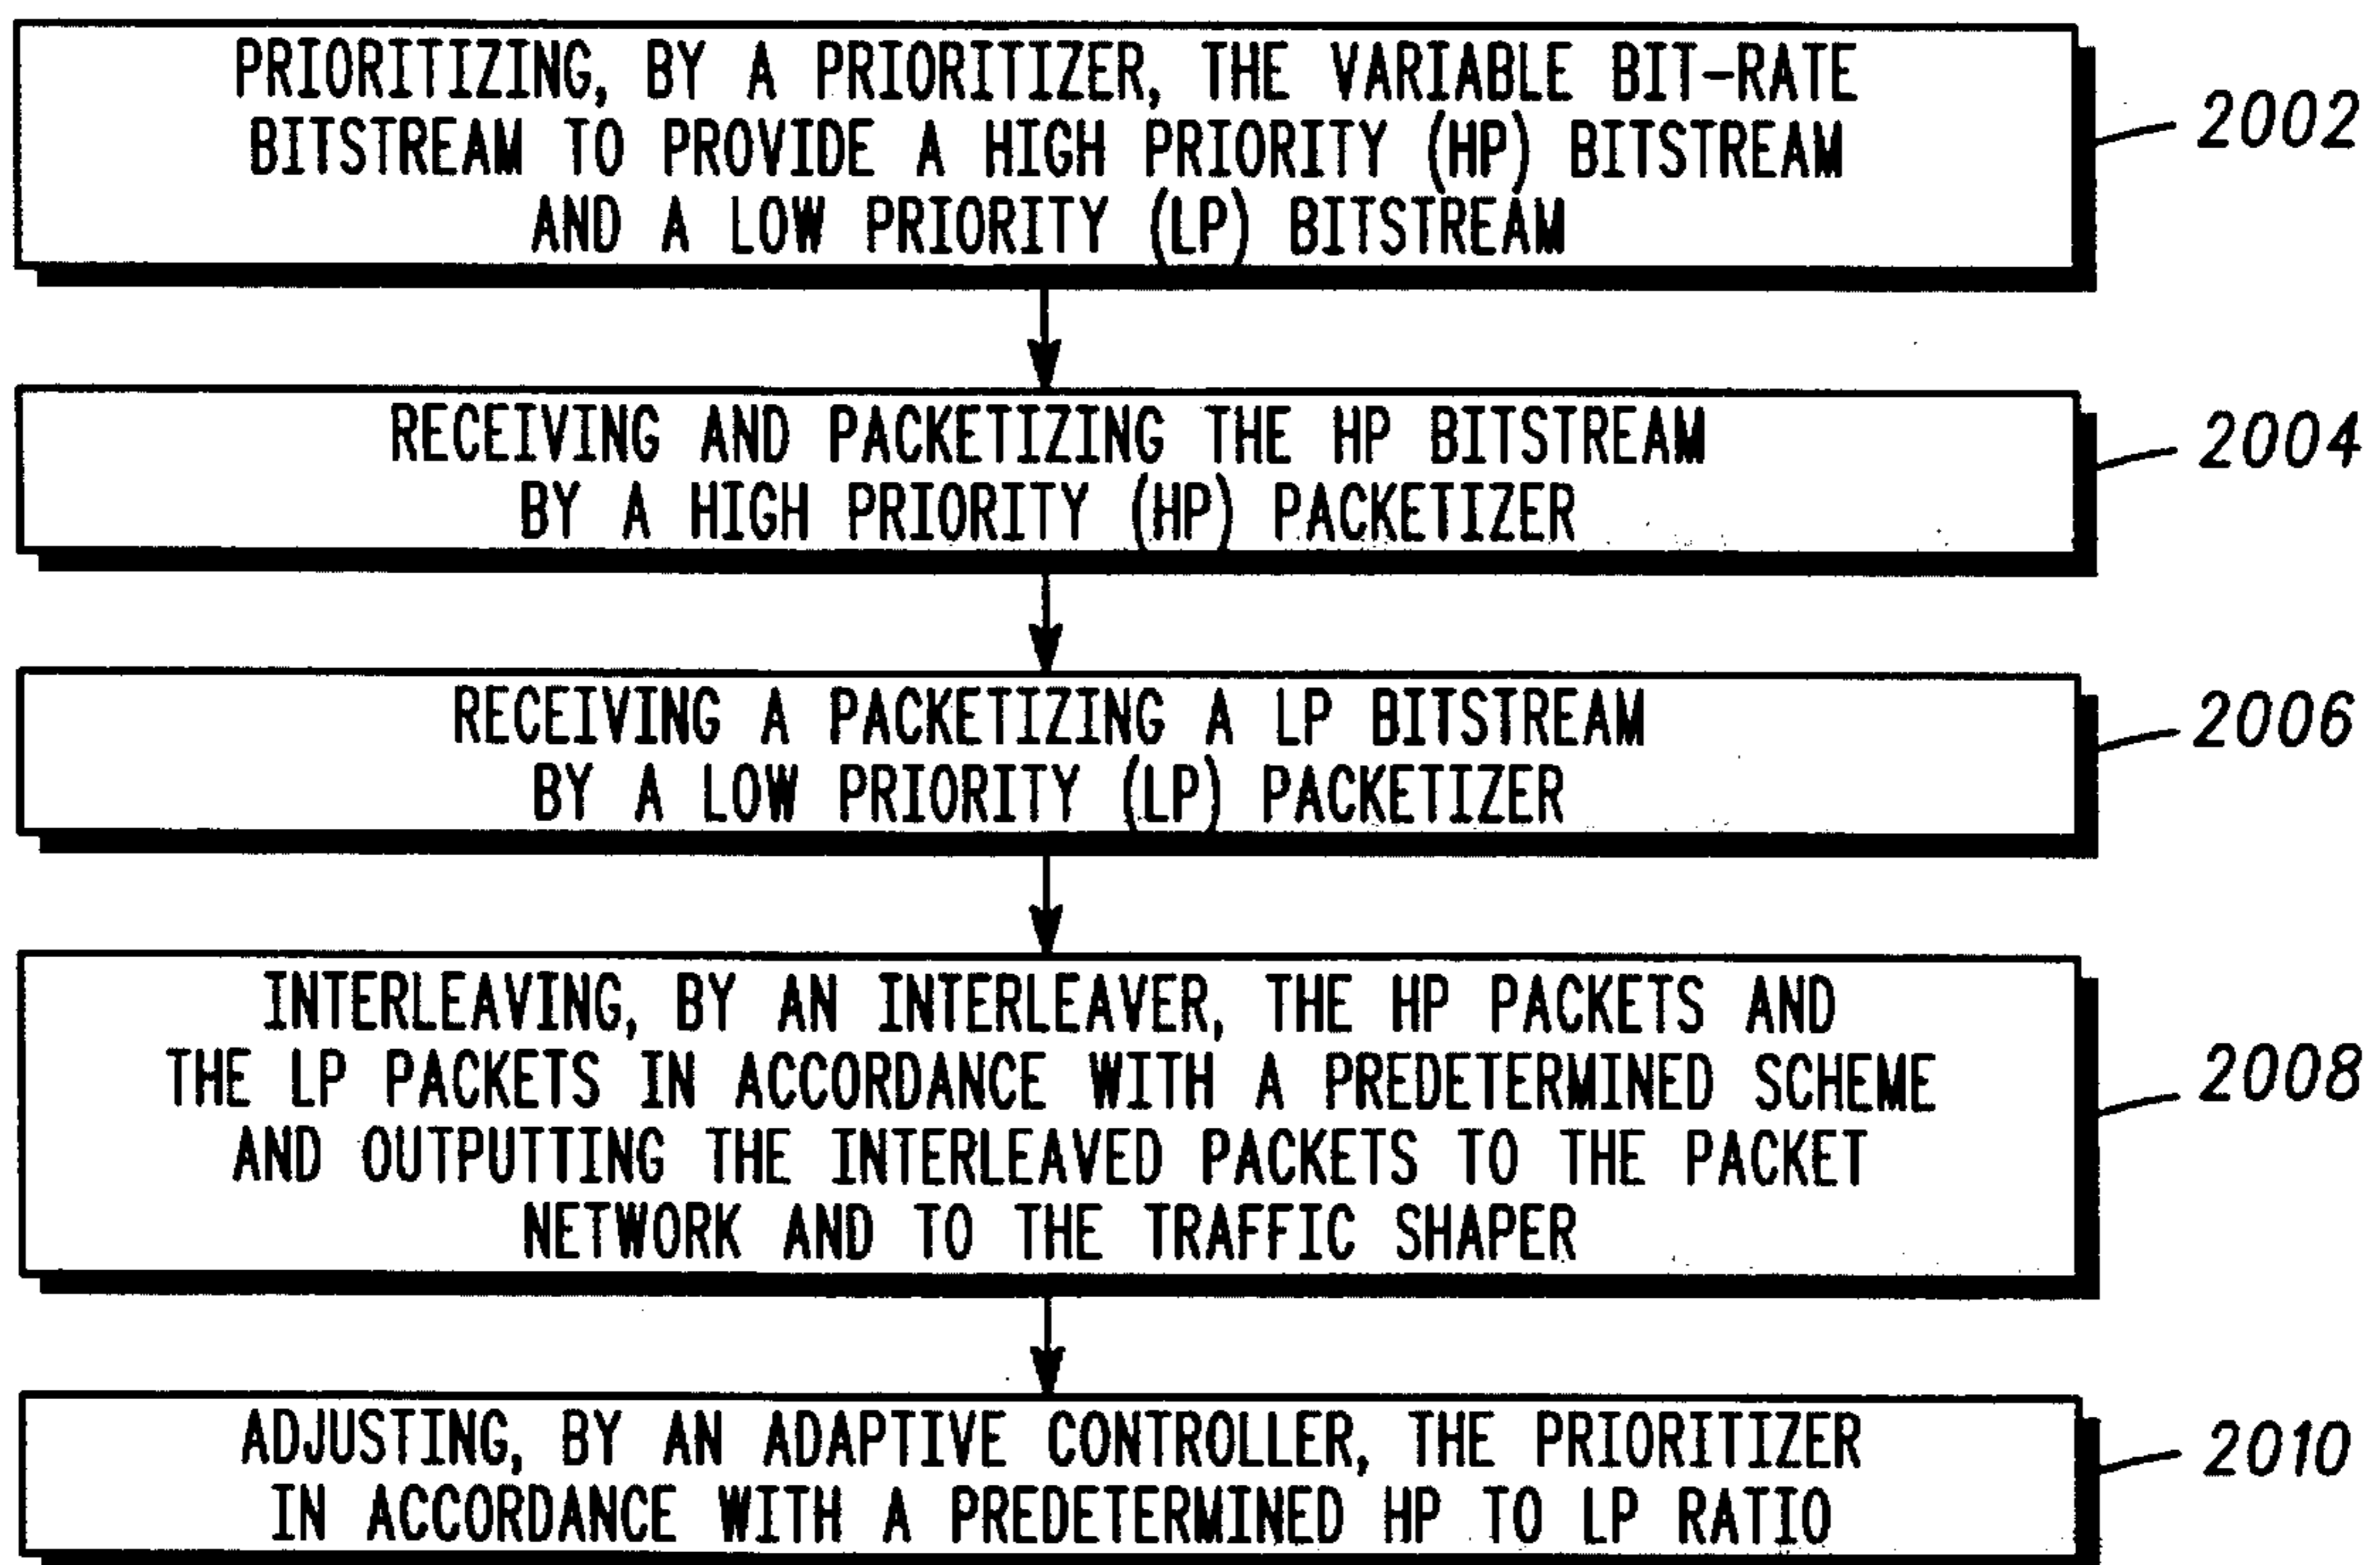 PRIORITIZING, BY A PRIORITIZER, THE VARIABLE BIT-RATE
BITSTREAM TO PROVIDE A HIGH PRIORITY (HP) BITSTREAM
AND A LOW PRIORITY (LP) BITSTREAM
2002
RECEIVING AND PACKETIZING THE HP BITSTREAM
BY A HIGH PRIORITY (HP) PACKETIZER
2004
RECEIVING A PACKETIZING A LP BITSTREAM
BY A LOW PRIORITY (LP) PACKETIZER
2006
INTERLEAVING, BY AN INTERLEAVER, THE HP PACKETS AND
THE LP PACKETS IN ACCORDANCE WITH A PREDETERMINED SCHEME
AND OUTPUTTING THE INTERLEAVED PACKETS TO THE PACKET
NETWORK AND TO THE TRAFFIC SHAPER
2008
ADJUSTING, BY AN ADAPTIVE CONTROLLER, THE PRIORITIZER
IN ACCORDANCE WITH A PREDETERMINED HP TO LP RATIO
2010